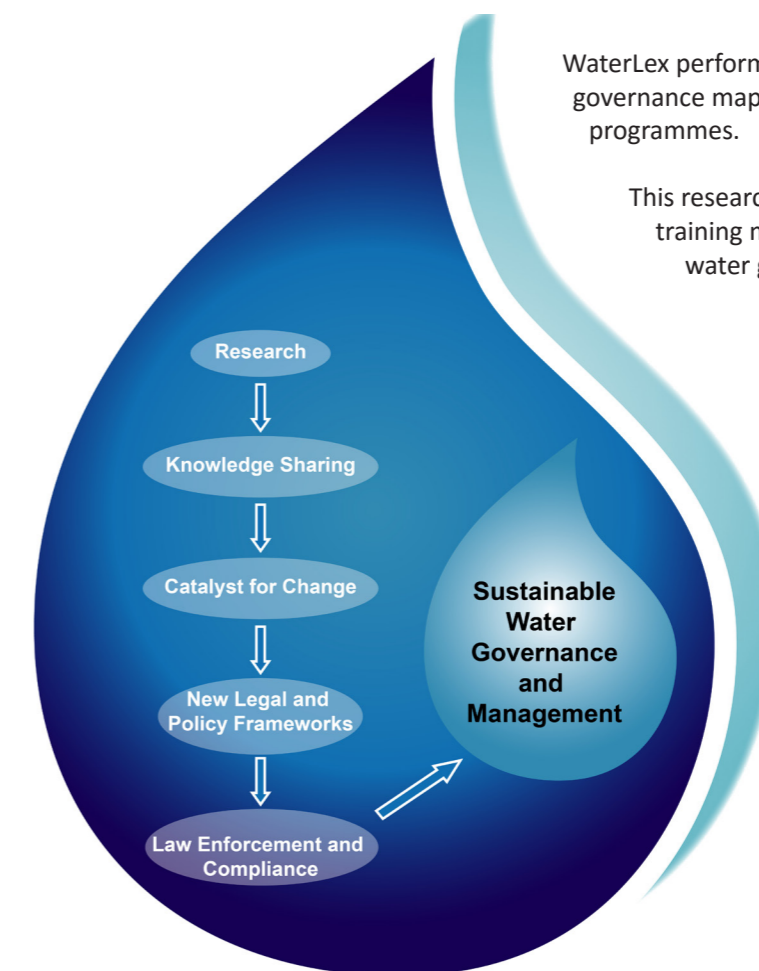 WaterLex perform
governance map
programmes.
This researc
training m
water g
Research
Knowledge Sharing
Catalyst for Change
New Legal and
Policy Frameworks
Law Enforcement and
Compliance
Sustainable
Water
Governance
and
Management